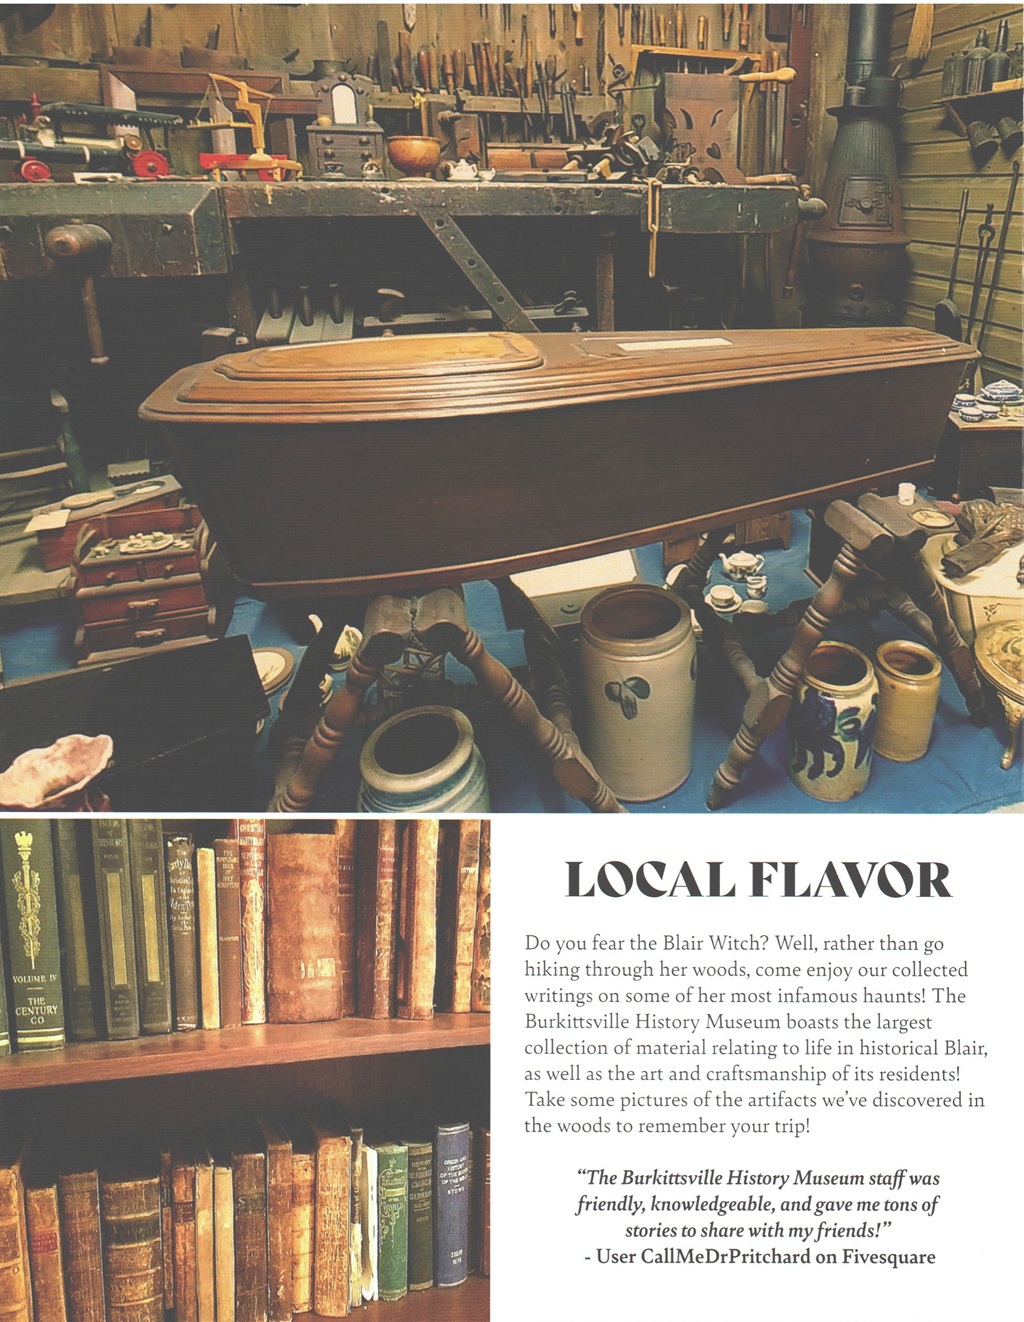 VOLUME IV
THE
CENTURY
CO
LOCAL FLAVOR
Do you fear the Blair Witch? Well, rather than go
hiking through her woods, come enjoy our collected
writings on some of her most infamous haunts! The
Burkittsville History Museum boasts the largest
collection of material relating to life in historical Blair,
as well as the art and craftsmanship of its residents!
Take some pictures of the artifacts we've discovered in
the woods to remember your trip!
“The Burkittsville History Museum staff was
friendly, knowledgeable, and gave me tons of
stories to share with my friends!”
- User CallMeDrPritchard on Fivesquare